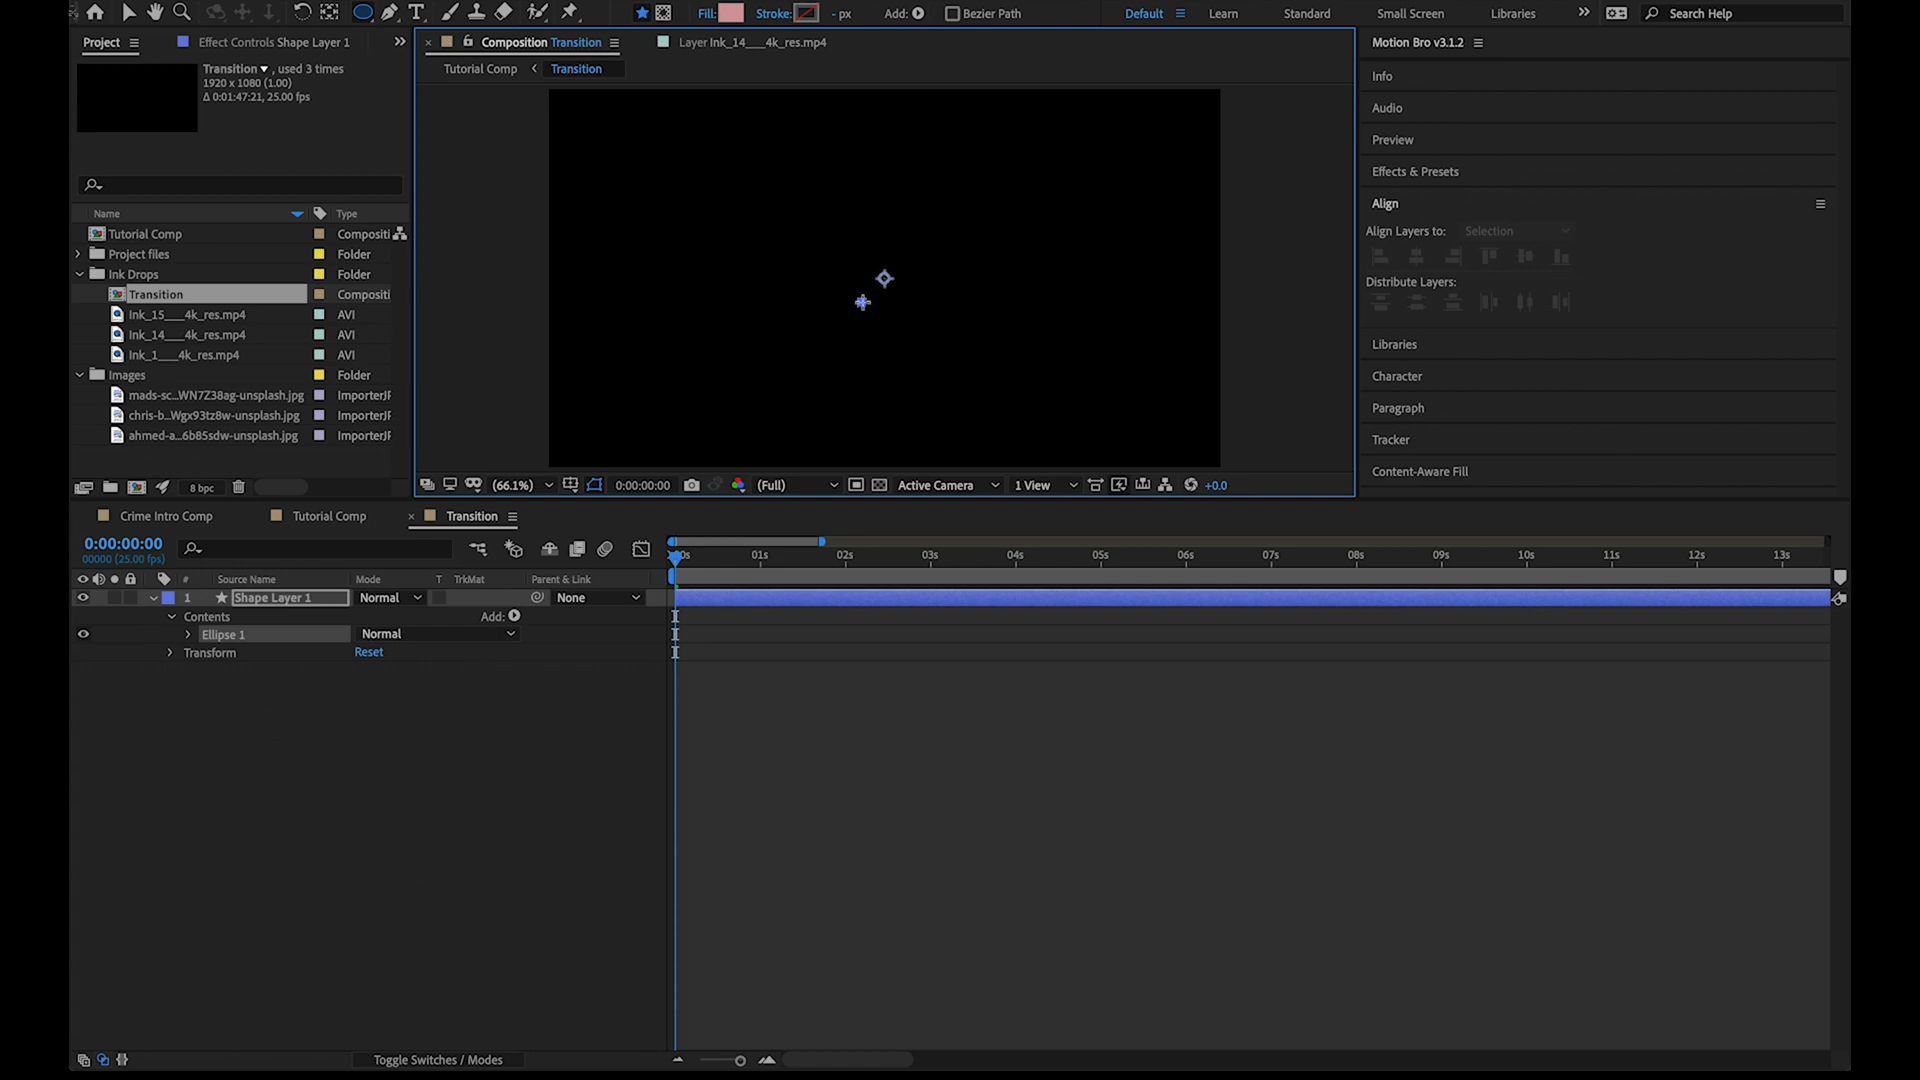 Fill:
Stroke:
- px
Add:
Bezier Path
Default
Learn
Standard
Small Screen
Libraries
Search Help
Project
Effect Controls Shape Layer 1
Composition Transition
Layer Ink_14___4k_res.mp4
Motion Bro v3.1.2
Transition, used 3 times
1920 x 1080 (1.00)
Δ 0:01:47:21, 25.00 fps
Tutorial Comp
Transition
Info
Audio
Preview
Effects & Presets
Align
Align Layers to:
Selection
Distribute Layers:
Libraries
Character
Paragraph
Tracker
Content-Aware Fill
Name
Type
Tutorial Comp
Compositi
Project files
Folder
Ink Drops
Folder
Transition
Compositi
Ink_15___4k_res.mp4
AVI
Ink_14___4k_res.mp4
AVI
Ink_1___4k_res.mp4
AVI
Images
Folder
mads-sc...WN7Z38ag-unsplash.jpg
ImporterJF
chris-b...Wgx93tz8w-unsplash.jpg
ImporterJF
ahmed-a...6b85sdw-unsplash.jpg
ImporterJF
8 bpc
(66.1%)
0:00:00:00
(Full)
Active Camera
1 View
+0.0
Crime Intro Comp
Tutorial Comp
Transition
0:00:00:00
00000 (25.00 fps)
0s
01s
02s
03s
04s
05s
06s
07s
08s
09s
10s
11s
12s
13s
#
Source Name
Mode
T
TrkMat
Parent & Link
1
Shape Layer 1
Normal
None
Contents
Add:
Ellipse 1
Normal
Transform
Reset
Toggle Switches / Modes